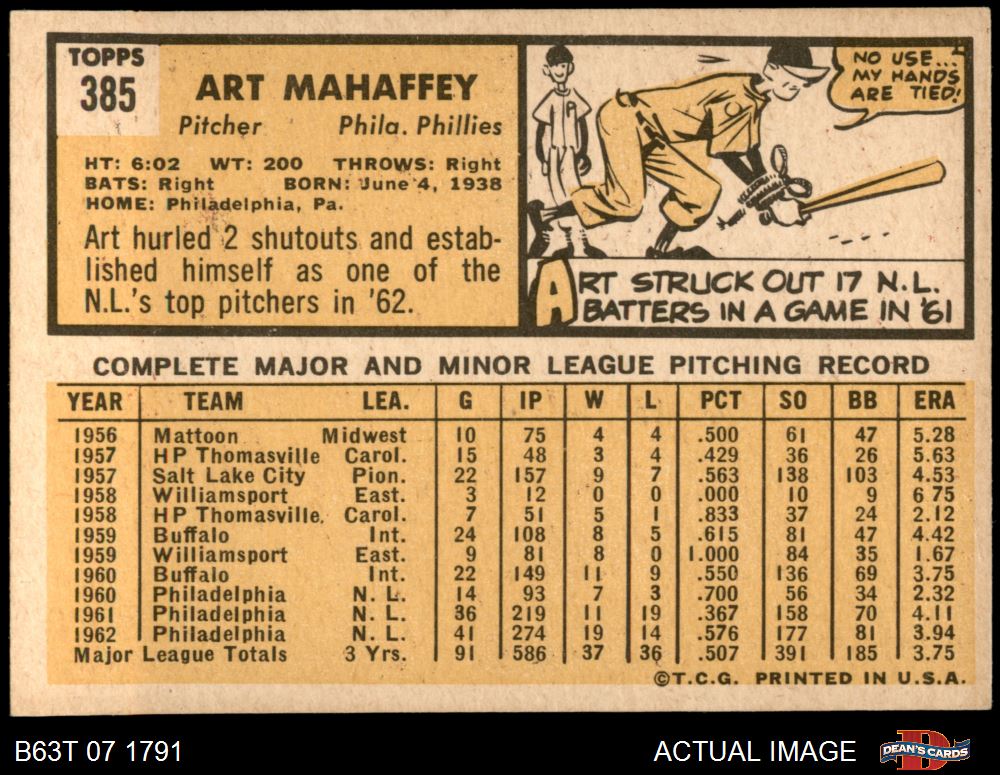 TOPPS
385
ART MAHAFFEY
Pitcher Phila. Phillies
HT: 6:02 WT: 200 THROWS: Right
BATS: Right BORN: June 4, 1938
HOME: Philadelphia, Pa.
Art hurled 2 shutouts and estab-
lished himself as one of the
N.L.'s top pitchers in '62.
NO USE...
MY HANDS
ARE TIED!
ART STRUCK OUT 17 N.L.
BATTERS IN A GAME IN '61
COMPLETE MAJOR AND MINOR LEAGUE PITCHING RECORD
YEAR TEAM LEA. G IP W L PCT SO BB ERA
1956 Mattoon Midwest 10 75 4 4 .500 61 47 5.28
1957 HP Thomasville Carol. 15 48 3 4 .429 36 26 5.63
1957 Salt Lake City Pion. 22 157 9 7 .563 138 103 4.53
1958 Williamsport East. 3 12 0 0 .000 10 9 6 75
1958 HP Thomasville. Carol. 7 51 5 1 .833 37 24 2.12
1959 Buffalo Int. 24 108 8 5 .615 81 47 4.42
1959 Williamsport East. 9 81 8 0 1.000 84 35 1.67
1960 Buffalo Int. 22 149 11 9 .550 136 69 3.75
1960 Philadelphia N. L. 14 93 7 3 .700 56 34 2.32
1961 Philadelphia N. L. 36 219 11 19 .367 158 70 4.11
1962 Philadelphia N. L. 41 274 19 14 .576 177 81 3.94
Major League Totals 3 Yrs. 91 586 37 36 .507 391 185 3.75
©T.C.G. PRINTED IN U.S.A.
B63T 07 1791 ACTUAL IMAGE DEAN'S CARDS